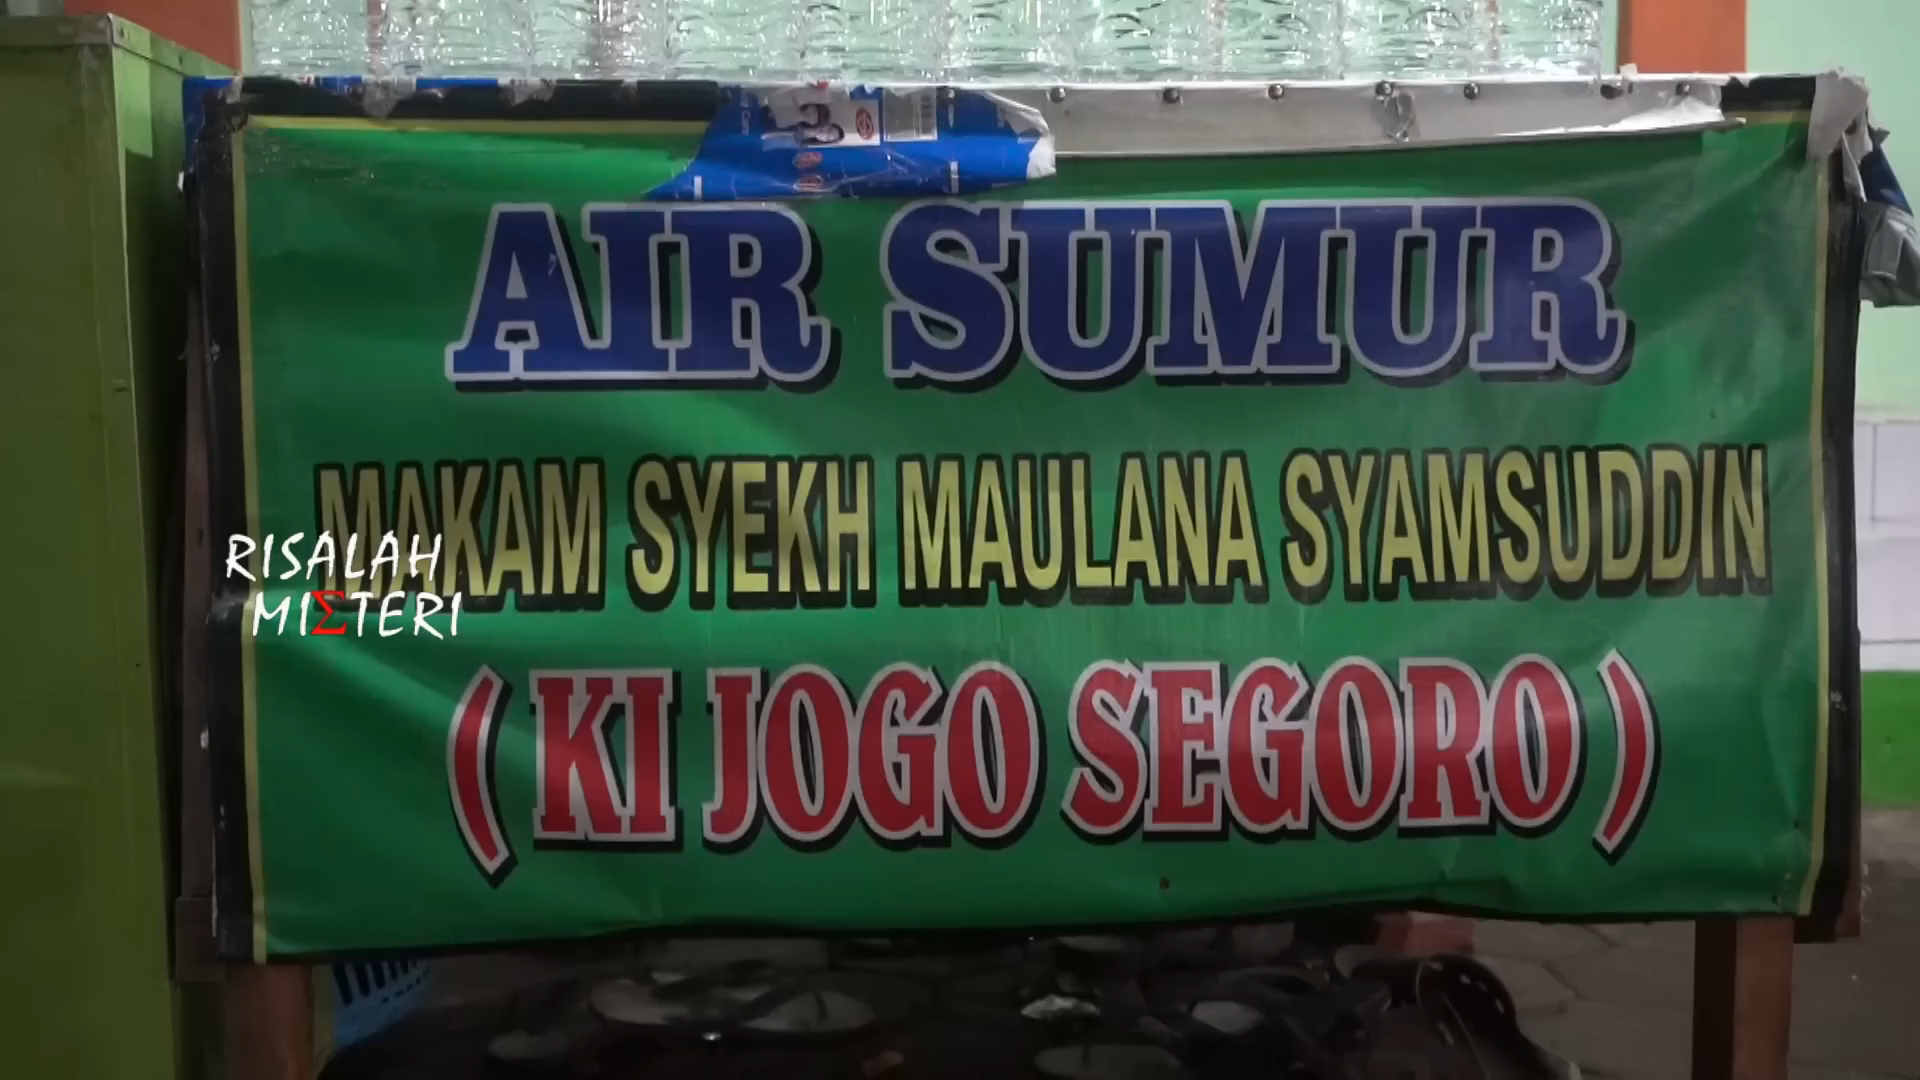 AIR SUMUR
MAKAM SYEKH MAULANA SYAMSUDDIN
( KI JOGO SEGORO )
RISALAH
MIΣTERI